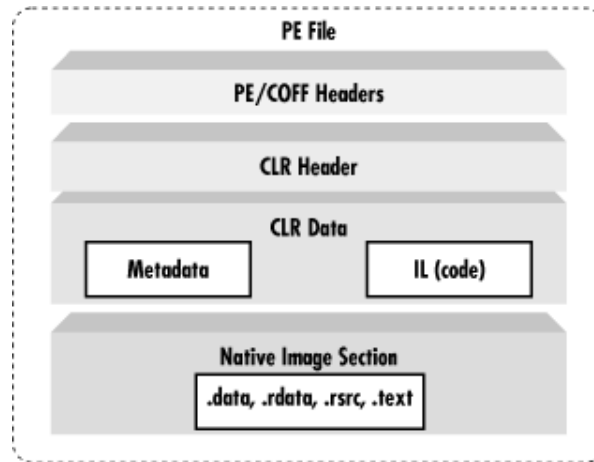 PE File
PE/COFF Headers
CLR Header
CLR Data
Metadata
IL (code)
Native Image Section
.data, .rdata, .rsrc, .text